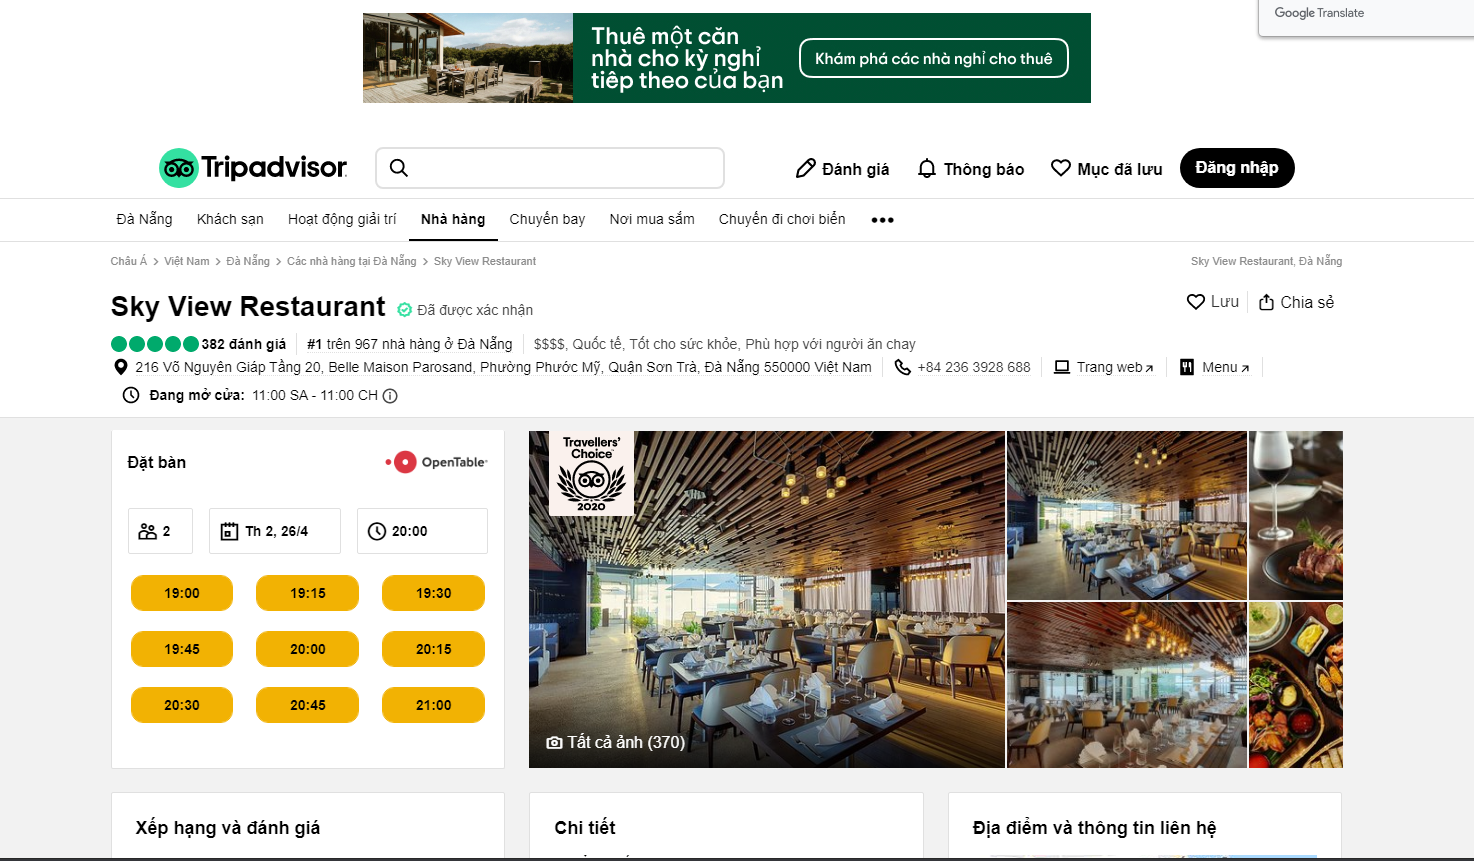 Google Translate
Thuê một căn
nhà cho kỳ nghỉ
tiếp theo của bạn
Khám phá các nhà nghỉ cho thuê
Tripadvisor
Đánh giá
Thông báo
Mục đã lưu
Đăng nhập
Đà Nẵng
Khách sạn
Hoạt động giải trí
Nhà hàng
Chuyến bay
Nơi mua sắm
Chuyến đi chơi biển
Châu Á > Việt Nam > Đà Nẵng > Các nhà hàng tại Đà Nẵng > Sky View Restaurant
Sky View Restaurant, Đà Nẵng
Sky View Restaurant
Đã được xác nhận
Lưu
Chia sẻ
382 đánh giá
#1 trên 967 nhà hàng ở Đà Nẵng
$$$$, Quốc tế, Tốt cho sức khỏe, Phù hợp với người ăn chay
216 Võ Nguyên Giáp Tầng 20, Belle Maison Parosand, Phường Phước Mỹ, Quận Sơn Trà, Đà Nẵng 550000 Việt Nam
+84 236 3928 688
Trang web
Menu
Đang mở cửa: 11:00 SA - 11:00 CH
Đặt bàn
OpenTable
2
Th 2, 26/4
20:00
19:00
19:15
19:30
19:45
20:00
20:15
20:30
20:45
21:00
Travellers'
Choice
2020
Tất cả ảnh (370)
Xếp hạng và đánh giá
Chi tiết
Địa điểm và thông tin liên hệ